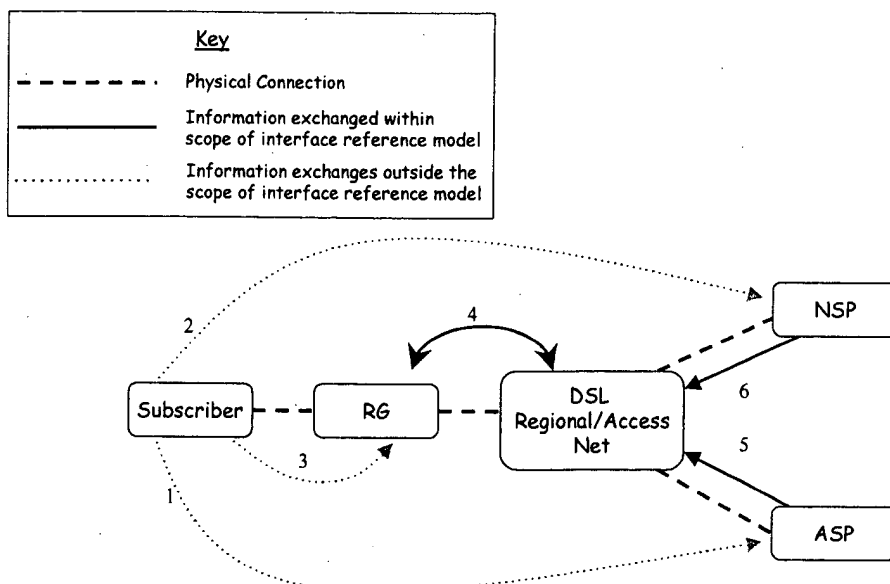 Key
Physical Connection
Information exchanged within
scope of interface reference model
Information exchanges outside the
scope of interface reference model
2
4
NSP
6
Subscriber
RG
DSL
Regional/Access
Net
3
5
1
ASP